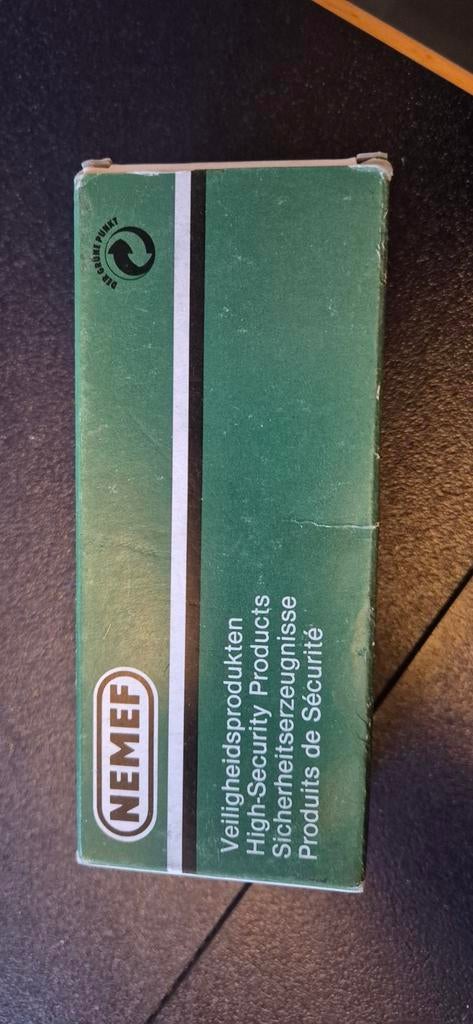 NEMEF
DER GRÜNE PUNKT
Veiligheidsprodukten
High-Security Products
Sicherheitserzeugnisse
Produits de Sécurité